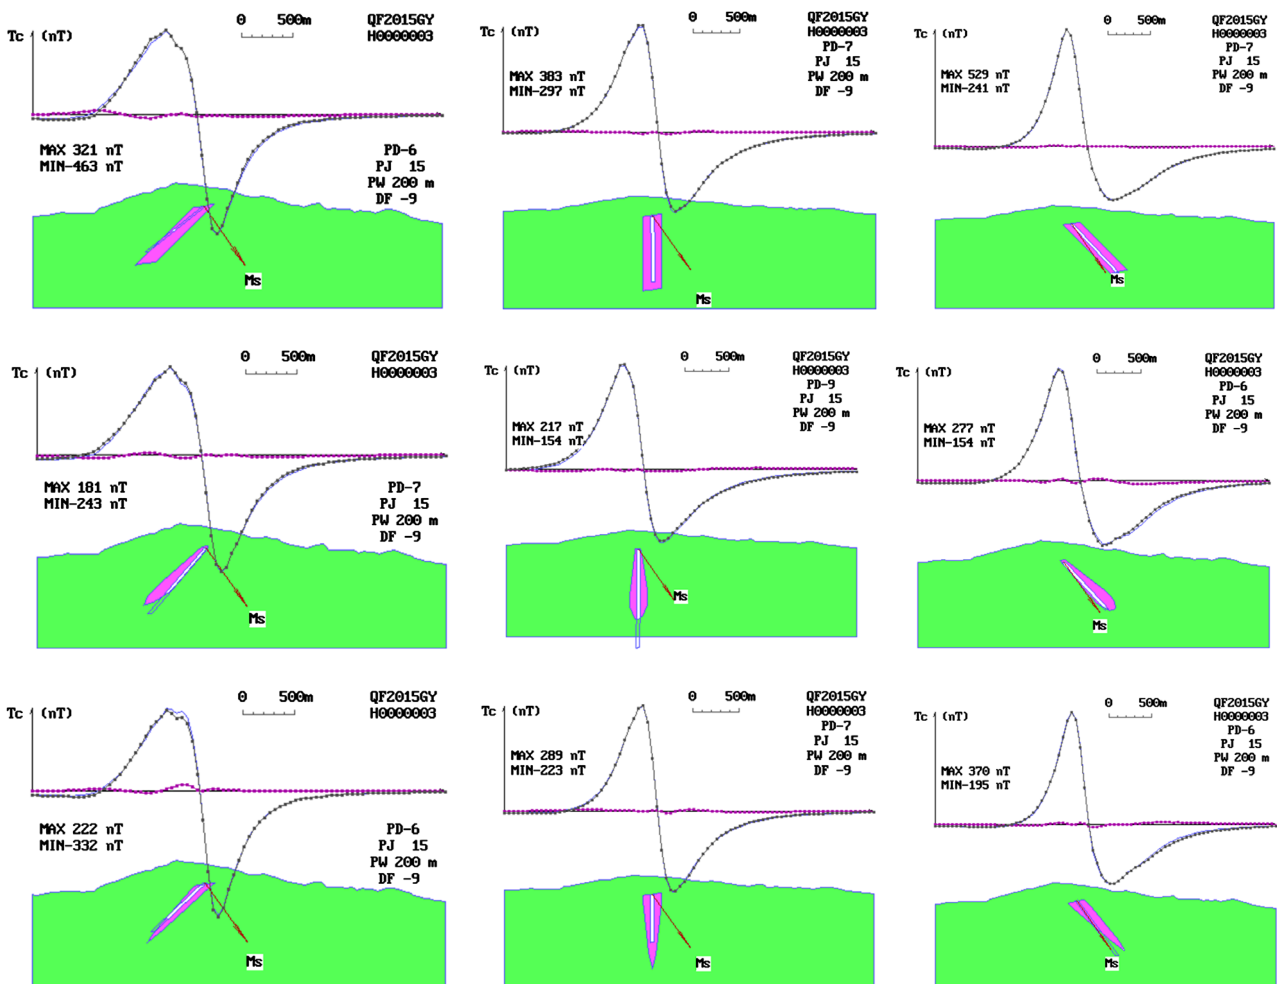 0 500m
QF2015GY
Tc (nT)
H0000003
MAX 321 nT
MIN-463 nT
PD-6
PJ 15
PW 200 m
DF -9
Ms
0 500m
QF2015GY
Tc (nT)
H0000003
PD-7
PJ 15
MAX 383 nT
PW 200 m
MIN-297 nT
DF -9
Ms
0 500m
QF2015GY
Tc (nT)
H0000003
PD-7
PJ 15
MAX 529 nT
PW 200 m
MIN-241 nT
DF -9
Ms
0 500m
QF2015GY
Tc (nT)
H0000003
MAX 181 nT
MIN-243 nT
PD-7
PJ 15
PW 200 m
DF -9
Ms
0 500m
QF2015GY
Tc (nT)
H0000003
PD-9
PJ 15
PW 200 m
MAX 217 nT
DF -9
MIN-154 nT
Ms
0 500m
QF2015GY
Tc (nT)
H0000003
PD-6
PJ 15
PW 200 m
MAX 277 nT
DF -9
MIN-154 nT
Ms
0 500m
QF2015GY
Tc (nT)
H0000003
MAX 222 nT
MIN-332 nT
PD-6
PJ 15
PW 200 m
DF -9
Ms
0 500m
QF2015GY
Tc (nT)
H0000003
PD-7
PJ 15
MAX 289 nT
PW 200 m
MIN-223 nT
DF -9
Ms
0 500m
QF2015GY
Tc (nT)
H0000003
PD-6
PJ 15
PW 200 m
MAX 370 nT
DF -9
MIN-195 nT
Ms